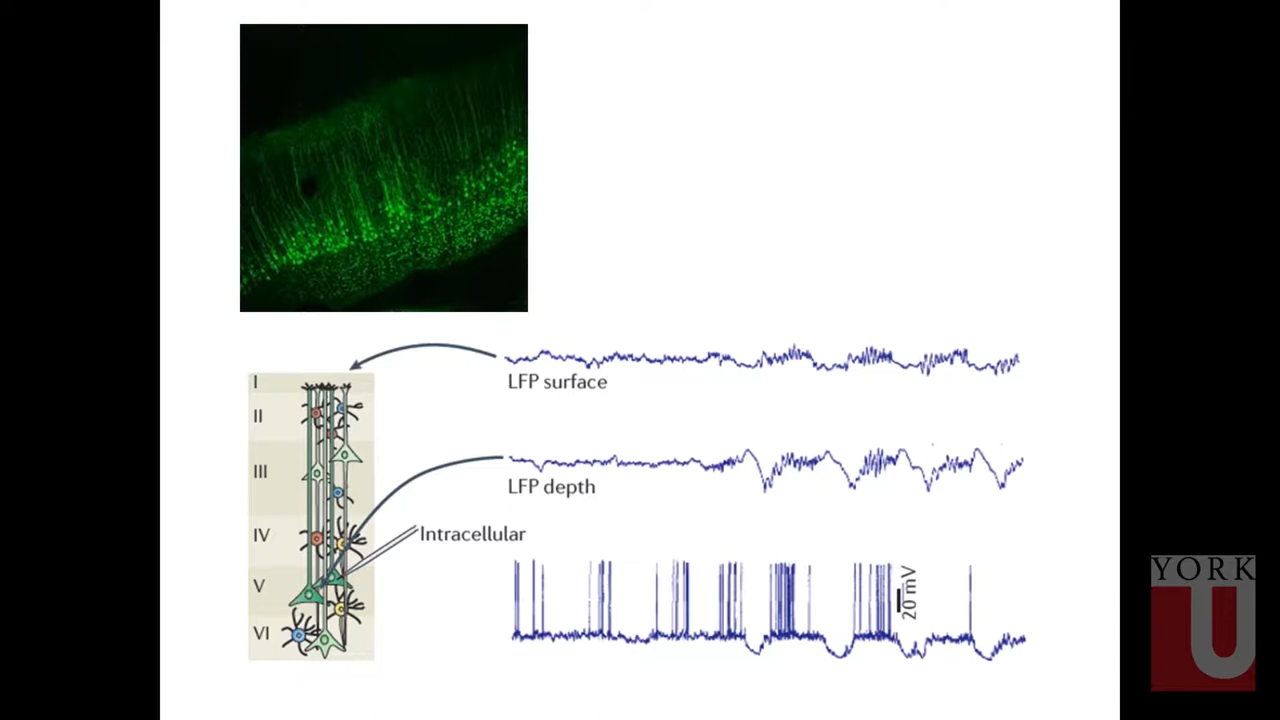 LFP surface
I
II
LFP depth
III
Intracellular
IV
V
VI
20 mV
YORK
U